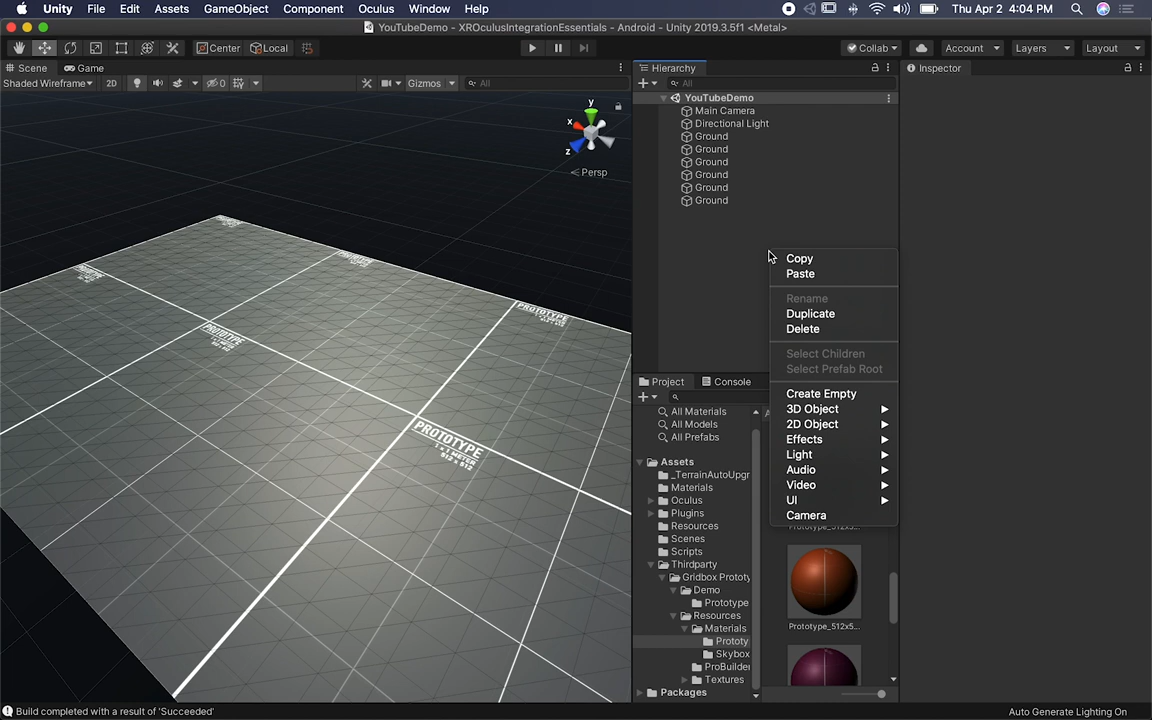 Unity File Edit Assets GameObject Component Oculus Window Help Thu Apr 2 4:04 PM
YouTubeDemo - XROculusIntegrationEssentials - Android - Unity 2019.3.5f1 <Metal>
Center Local Collab Account Layers Layout
Scene Game
Shaded Wireframe 2D 0 Gizmos All
y
x
z
Persp
PROTOTYPE
PROTOTYPE
PROTOTYPE
PROTOTYPE
1 x 1 METER
512 x 512
Hierarchy
All
YouTubeDemo
Main Camera
Directional Light
Ground
Ground
Ground
Ground
Ground
Ground
Copy
Paste
Rename
Duplicate
Delete
Select Children
Select Prefab Root
Create Empty
3D Object
2D Object
Effects
Light
Audio
Video
UI
Camera
Project Console
All Materials
All Models
All Prefabs
Assets
_TerrainAutoUpgr
Materials
Oculus
Plugins
Resources
Scenes
Scripts
Thirdparty
Gridbox Prototy
Demo
Prototype
Resources
Materials
Prototy
Skybox
ProBuilder
Textures
Packages
Prototype_512x5...
Inspector
Build completed with a result of 'Succeeded'
Auto Generate Lighting On